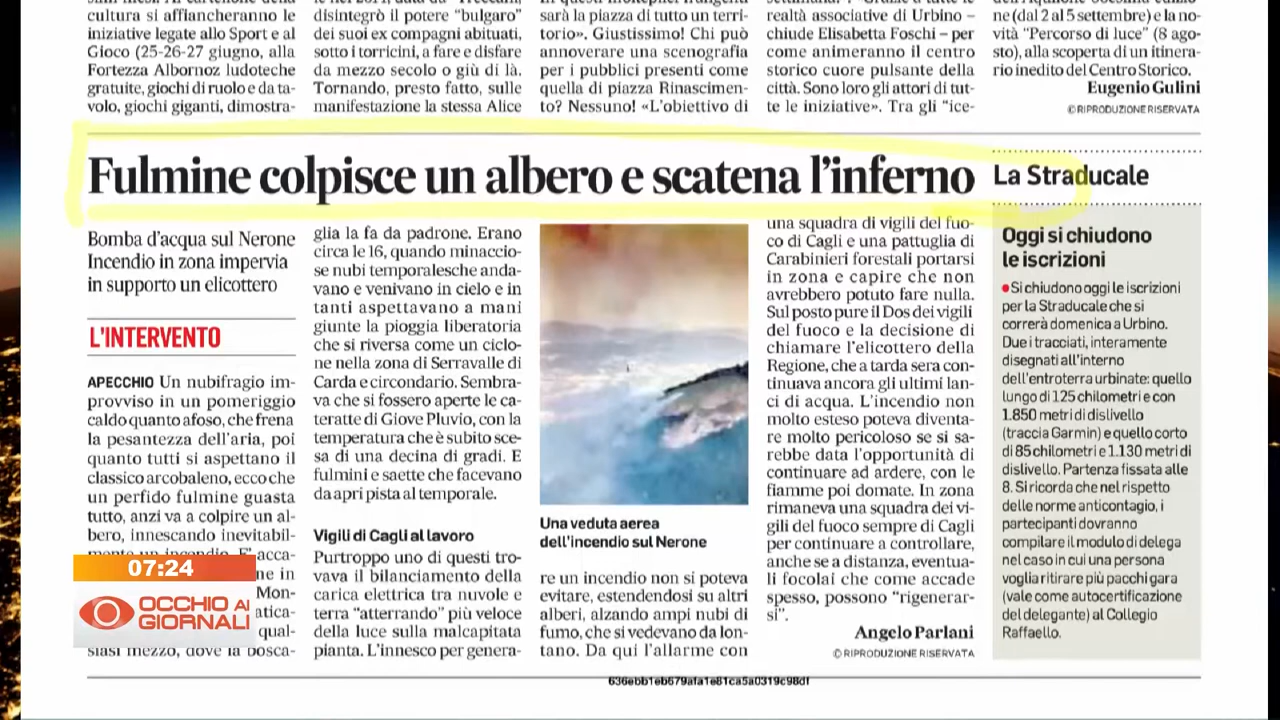 cultura si affiancheranno le
iniziative legate allo Sport e al
Gioco (25-26-27 giugno, alla
Fortezza Albornoz ludoteche
gratuite, giochi di ruolo e da ta-
volo, giochi giganti, dimostra-
disintegrò il potere "bulgaro"
dei suoi ex compagni abituati,
sotto i torricini, a fare e disfare
da mezzo secolo o giù di là.
Tornando, presto fatto, sulle
manifestazione la stessa Alice
sarà la piazza di tutto un terri-
torio». Giustissimo! Chi può
annoverare una scenografia
per i pubblici presenti come
quella di piazza Rinascimen-
to? Nessuno! «L'obiettivo di
realtà associative di Urbino –
chiude Elisabetta Foschi – per
come animeranno il centro
storico cuore pulsante della
città. Sono loro gli attori di tut-
te le iniziative». Tra gli "ice-
ne (dal 2 al 5 settembre) e la no-
vità "Percorso di luce" (8 ago-
sto), alla scoperta di un itinera-
rio inedito del Centro Storico.
Eugenio Gulini
© RIPRODUZIONE RISERVATA
Fulmine colpisce un albero e scatena l'inferno
Bomba d'acqua sul Nerone
Incendio in zona impervia
in supporto un elicottero
L'INTERVENTO
APECCHIO Un nubifragio im-
provviso in un pomeriggio
caldo quanto afoso, che frena
la pesantezza dell'aria, poi
quanto tutti si aspettano il
classico arcobaleno, ecco che
un perfido fulmine guasta
tutto, anzi va a colpire un al-
bero, innescando inevitabil-
mente un incendio. E' acca-
ne in
Mon-
atica-
qual-
siasi mezzo, dove la bosca-
glia la fa da padrone. Erano
circa le 16, quando minaccio-
se nubi temporalesche anda-
vano e venivano in cielo e in
tanti aspettavano a mani
giunte la pioggia liberatoria
che si riversa come un ciclo-
ne nella zona di Serravalle di
Carda e circondario. Sembra-
va che si fossero aperte le ca-
teratte di Giove Pluvio, con la
temperatura che è subito sce-
sa di una decina di gradi. E
fulmini e saette che facevano
da apri pista al temporale.
Vigili di Cagli al lavoro
Purtroppo uno di questi tro-
vava il bilanciamento della
carica elettrica tra nuvole e
terra "atterrando" più veloce
della luce sulla malcapitata
pianta. L'innesco per genera-
Una veduta aerea
dell'incendio sul Nerone
re un incendio non si poteva
evitare, estendendosi su altri
alberi, alzando ampi nubi di
fumo, che si vedevano da lon-
tano. Da qui l'allarme con
una squadra di vigili del fuo-
co di Cagli e una pattuglia di
Carabinieri forestali portarsi
in zona e capire che non
avrebbero potuto fare nulla.
Sul posto pure il Dos dei vigili
del fuoco e la decisione di
chiamare l'elicottero della
Regione, che a tarda sera con-
tinuava ancora gli ultimi lan-
ci di acqua. L'incendio non
molto esteso poteva diventa-
re molto pericoloso se si sa-
rebbe data l'opportunità di
continuare ad ardere, con le
fiamme poi domate. In zona
rimaneva una squadra dei vi-
gili del fuoco sempre di Cagli
per continuare a controllare,
anche se a distanza, eventua-
li focolai che come accade
spesso, possono "rigenerar-
si".
Angelo Parlani
© RIPRODUZIONE RISERVATA
La Straducale
Oggi si chiudono
le iscrizioni
● Si chiudono oggi le iscrizioni
per la Straducale che si
correrà domenica a Urbino.
Due i tracciati, interamente
disegnati all'interno
dell'entroterra urbinate: quello
lungo di 125 chilometri e con
1.850 metri di dislivello
(traccia Garmin) e quello corto
di 85 chilometri e 1.130 metri di
dislivello. Partenza fissata alle
8. Si ricorda che nel rispetto
delle norme anticontagio, i
partecipanti dovranno
compilare il modulo di delega
nel caso in cui una persona
voglia ritirare più pacchi gara
(vale come autocertificazione
del delegante) al Collegio
Raffaello.
07:24
OCCHIO AI
GIORNALI